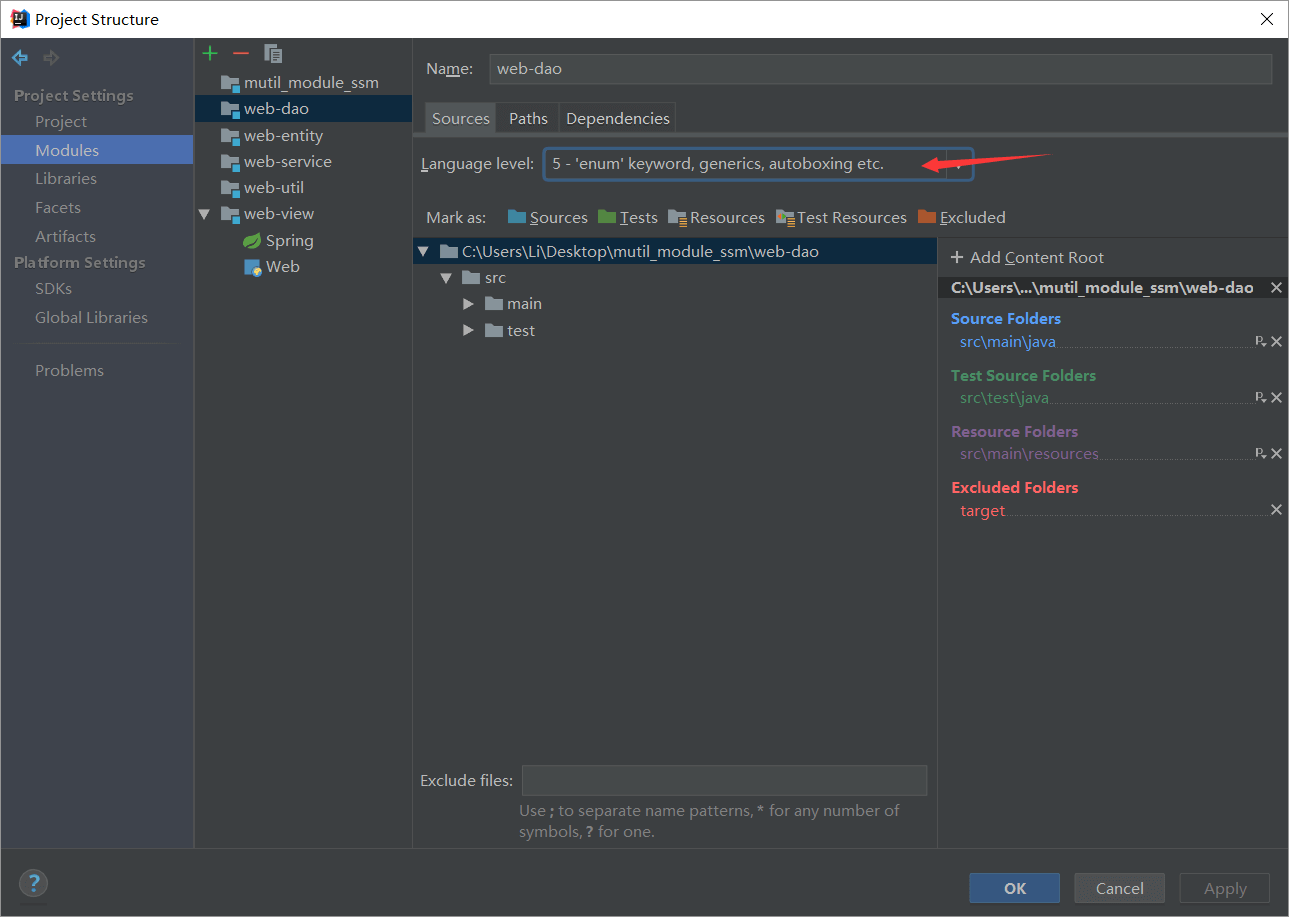 Project Structure
Project Settings
Project
Modules
Libraries
Facets
Artifacts
Platform Settings
SDKs
Global Libraries
Problems
mutil_module_ssm
web-dao
web-entity
web-service
web-util
web-view
Spring
Web
Name: web-dao
Sources Paths Dependencies
Language level: 5 - 'enum' keyword, generics, autoboxing etc.
Mark as: Sources Tests Resources Test Resources Excluded
C:\Users\Li\Desktop\mutil_module_ssm\web-dao
src
main
test
Exclude files:
Use ; to separate name patterns, * for any number of
symbols, ? for one.
+ Add Content Root
C:\Users\...\mutil_module_ssm\web-dao
Source Folders
src\main\java
Test Source Folders
src\test\java
Resource Folders
src\main\resources
Excluded Folders
target
?
OK Cancel Apply